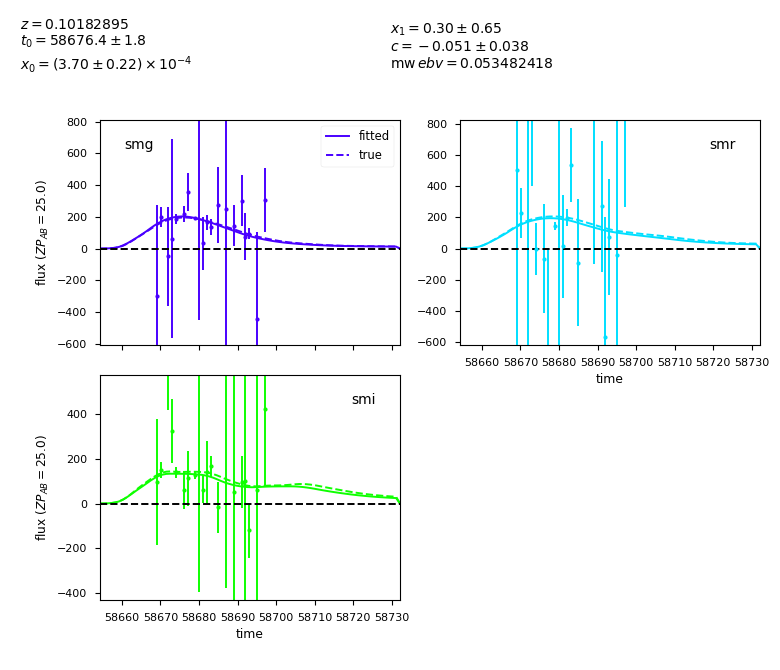 z = 0.10182895
t₀ = 58676.4 ± 1.8
x₀ = (3.70 ± 0.22) × 10⁻⁴
x₁ = 0.30 ± 0.65
c = −0.051 ± 0.038
mw ebv = 0.053482418
smg
fitted
true
800
600
400
200
0
−200
−400
−600
flux (ZP_AB = 25.0)
smr
800
600
400
200
0
−200
−400
−600
58660 58670 58680 58690 58700 58710 58720 58730
time
smi
400
200
0
−200
−400
flux (ZP_AB = 25.0)
58660 58670 58680 58690 58700 58710 58720 58730
time